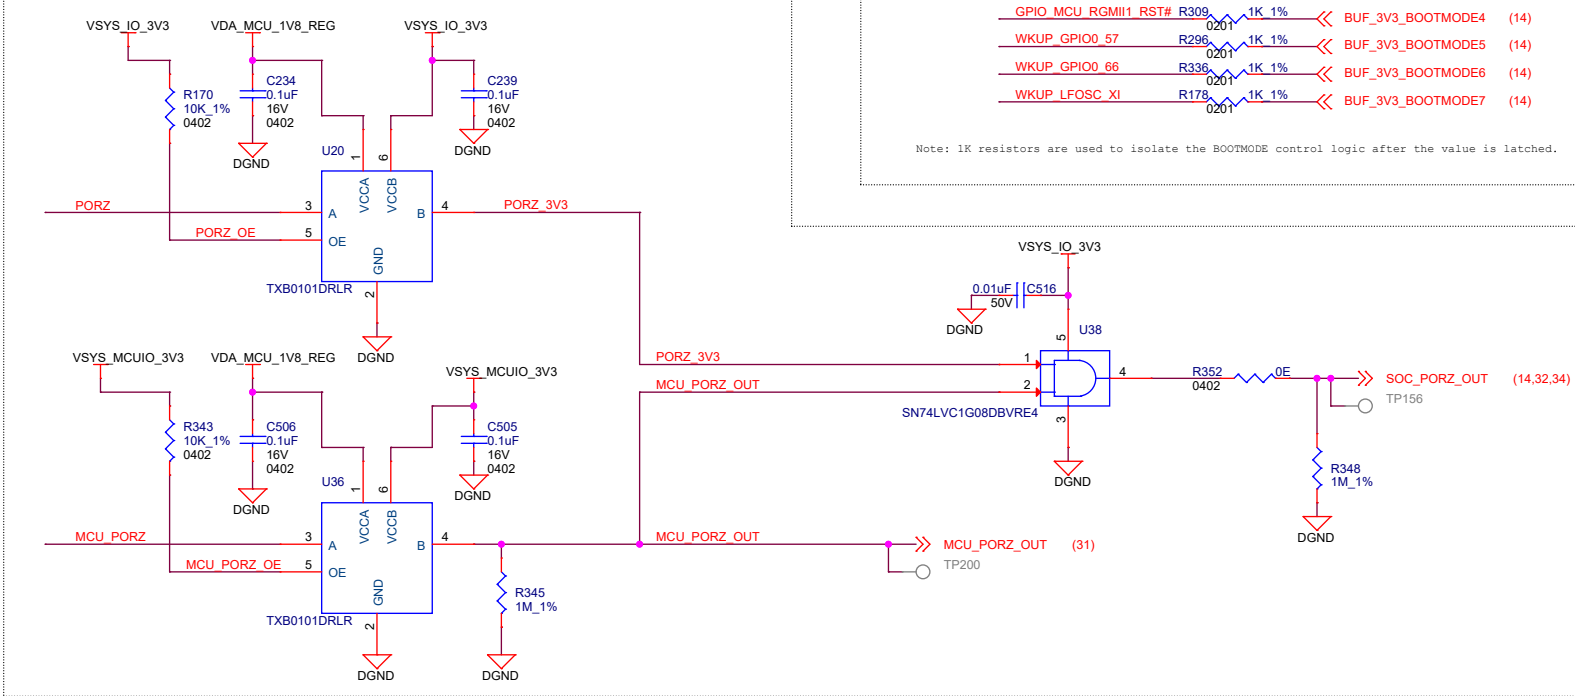 GPIO_MCU_RGMII1_RST# R309 1K_1% BUF_3V3_BOOTMODE4 (14)
0201
WKUP_GPIO0_57 R296 1K_1% BUF_3V3_BOOTMODE5 (14)
0201
WKUP_GPIO0_66 R336 1K_1% BUF_3V3_BOOTMODE6 (14)
0201
WKUP_LFOSC_XI R178 1K_1% BUF_3V3_BOOTMODE7 (14)
0201
Note: 1K resistors are used to isolate the BOOTMODE control logic after the value is latched.
VSYS_IO_3V3 VDA_MCU_1V8_REG VSYS_IO_3V3
R170
10K_1%
0402
C234
0.1uF
16V
0402
DGND
C239
0.1uF
16V
0402
DGND
U20
1 6
VCCA VCCB
PORZ 3 A B 4 PORZ_3V3
PORZ_OE 5 OE
GND
TXB0101DRLR
2
DGND
VSYS_MCUIO_3V3 VDA_MCU_1V8_REG VSYS_MCUIO_3V3
R343
10K_1%
0402
C506
0.1uF
16V
0402
DGND
C505
0.1uF
16V
0402
DGND
U36
1 6
VCCA VCCB
MCU_PORZ 3 A B 4 MCU_PORZ_OUT
MCU_PORZ_OE 5 OE
GND
TXB0101DRLR
2
DGND
R345
1M_1%
DGND
MCU_PORZ_OUT (31)
TP200
VSYS_IO_3V3
0.01uF C516
50V
DGND
U38
5
PORZ_3V3 1
MCU_PORZ_OUT 2
4
SN74LVC1G08DBVRE4
3
DGND
R352 0E
0402
SOC_PORZ_OUT (14,32,34)
TP156
R348
1M_1%
DGND